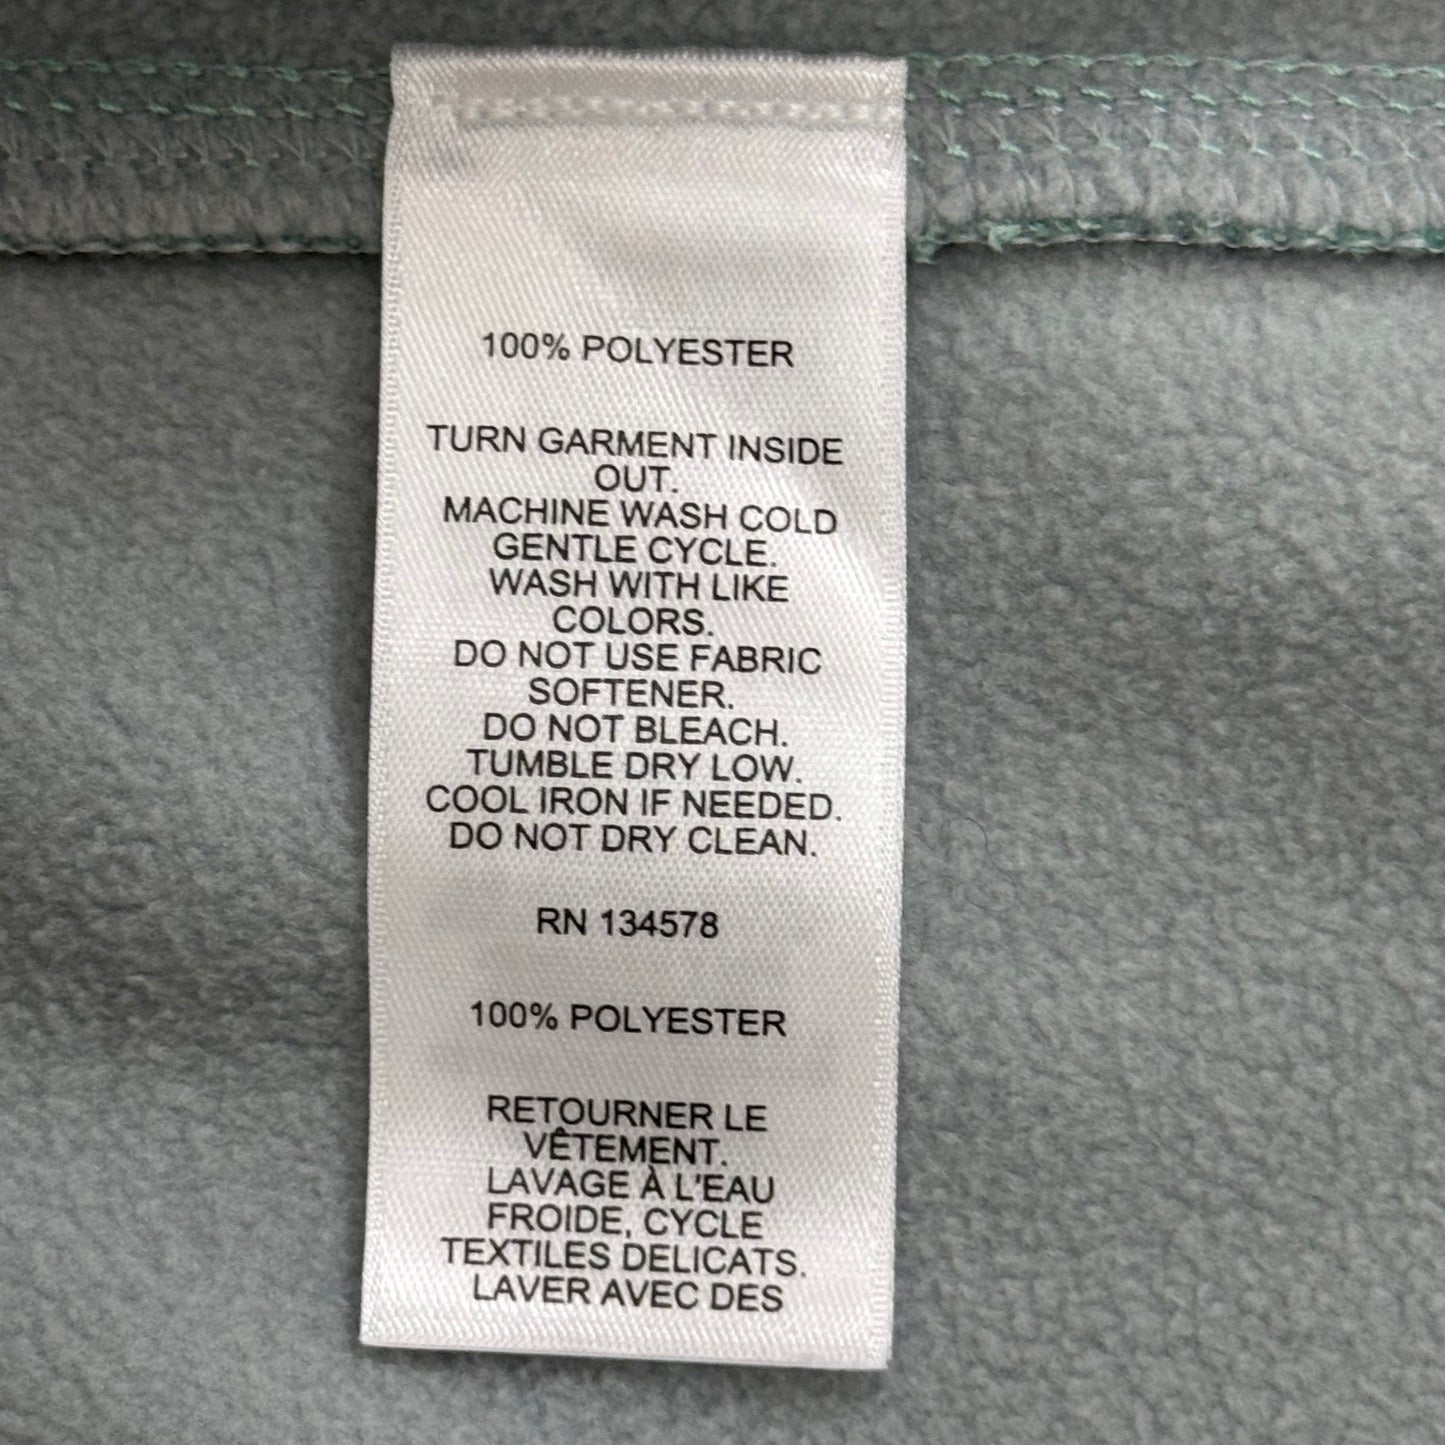 100% POLYESTER
TURN GARMENT INSIDE
OUT.
MACHINE WASH COLD
GENTLE CYCLE.
WASH WITH LIKE
COLORS.
DO NOT USE FABRIC
SOFTENER.
DO NOT BLEACH.
TUMBLE DRY LOW.
COOL IRON IF NEEDED.
DO NOT DRY CLEAN.
RN 134578
100% POLYESTER
RETOURNER LE
VÊTEMENT.
LAVAGE À L'EAU
FROIDE, CYCLE
TEXTILES DELICATS.
LAVER AVEC DES